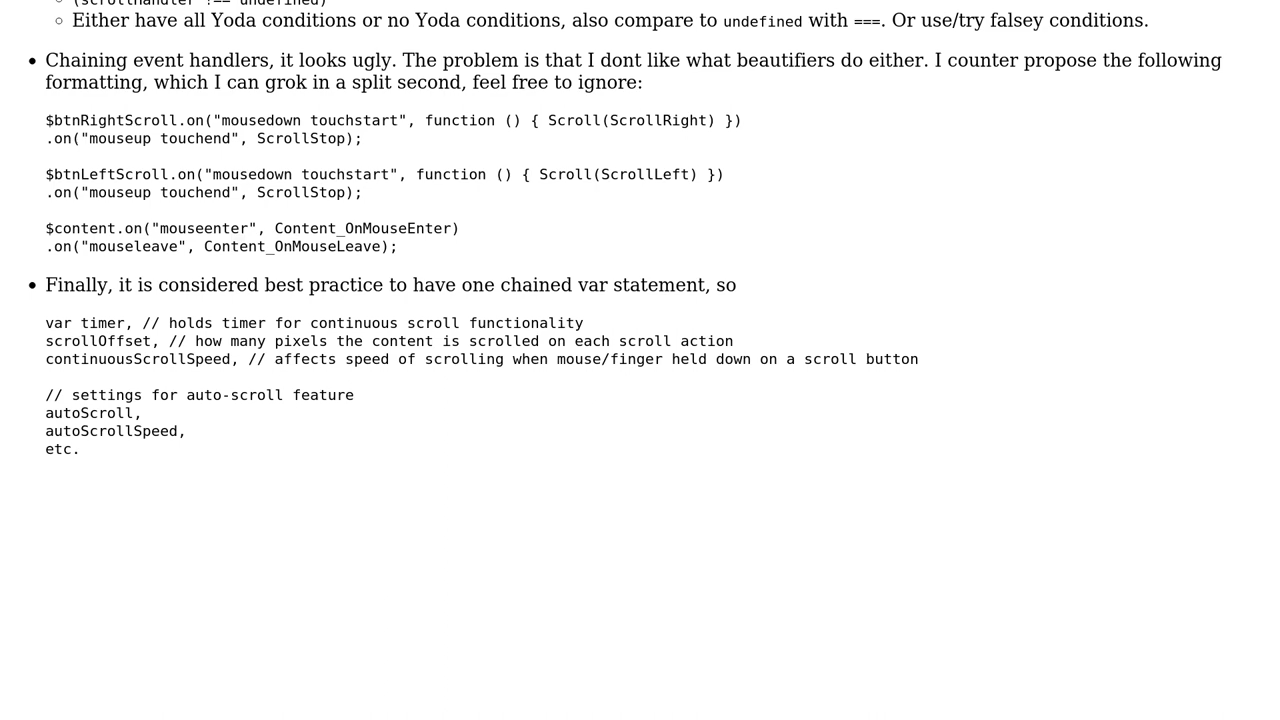 (scrollHandler !== undefined)
Either have all Yoda conditions or no Yoda conditions, also compare to undefined with ===. Or use/try falsey conditions.
Chaining event handlers, it looks ugly. The problem is that I dont like what beautifiers do either. I counter propose the following
formatting, which I can grok in a split second, feel free to ignore:
$btnRightScroll.on("mousedown touchstart", function () { Scroll(ScrollRight) })
.on("mouseup touchend", ScrollStop);
$btnLeftScroll.on("mousedown touchstart", function () { Scroll(ScrollLeft) })
.on("mouseup touchend", ScrollStop);
$content.on("mouseenter", Content_OnMouseEnter)
.on("mouseleave", Content_OnMouseLeave);
Finally, it is considered best practice to have one chained var statement, so
var timer, // holds timer for continuous scroll functionality
scrollOffset, // how many pixels the content is scrolled on each scroll action
continuousScrollSpeed, // affects speed of scrolling when mouse/finger held down on a scroll button
// settings for auto-scroll feature
autoScroll,
autoScrollSpeed,
etc.